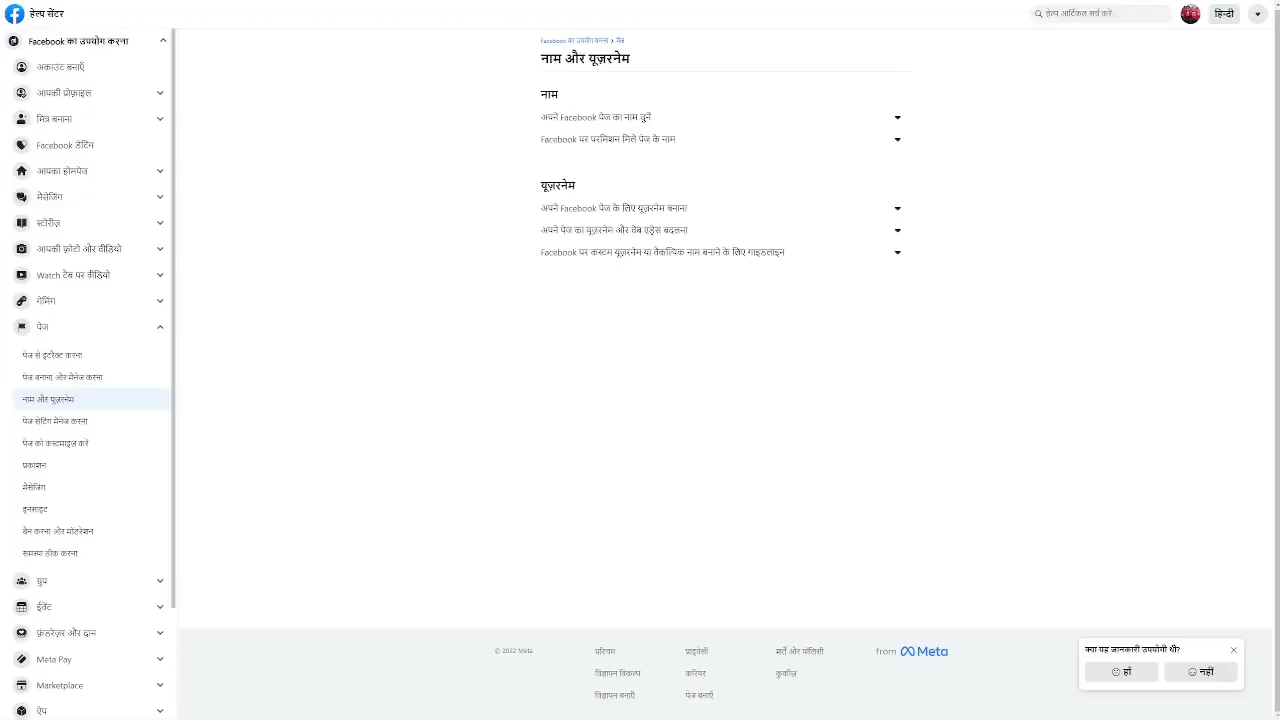 हेल्प सेंटर
हेल्प आर्टिकल सर्च करें...
हिन्दी
Facebook का उपयोग करना
अकाउंट बनाएँ
आपकी प्रोफ़ाइल
मित्र बनाना
Facebook डेटिंग
आपका होमपेज
मैसेजिंग
स्टोरीज़
आपकी फ़ोटो और वीडियो
Watch टैब पर वीडियो
गेमिंग
पेज
पेज से इंटरैक्ट करना
पेज बनाना और मैनेज करना
नाम और यूज़रनेम
पेज सेटिंग मैनेज करना
पेज को कस्टमाइज़ करें
प्रकाशन
मैसेजिंग
इनसाइट
बैन करना और मॉडरेशन
समस्या ठीक करना
ग्रुप
ईवेंट
फ़ंडरेज़र और दान
Meta Pay
Marketplace
ऐप
Facebook का उपयोग करना › पेज
नाम और यूज़रनेम
नाम
अपने Facebook पेज का नाम चुनें
Facebook पर परमिशन मिले पेज के नाम
यूज़रनेम
अपने Facebook पेज के लिए यूज़रनेम बनाना
अपने पेज का यूज़रनेम और वेब एड्रेस बदलना
Facebook पर कस्टम यूज़रनेम या वैकल्पिक नाम बनाने के लिए गाइडलाइन
© 2022 Meta
परिचय
प्राइवेसी
शर्तें और पॉलिसी
from Meta
विज्ञापन विकल्प
करियर
कुकीज़
विज्ञापन बनाएँ
पेज बनाएँ
क्या यह जानकारी उपयोगी थी?
हाँ
नहीं